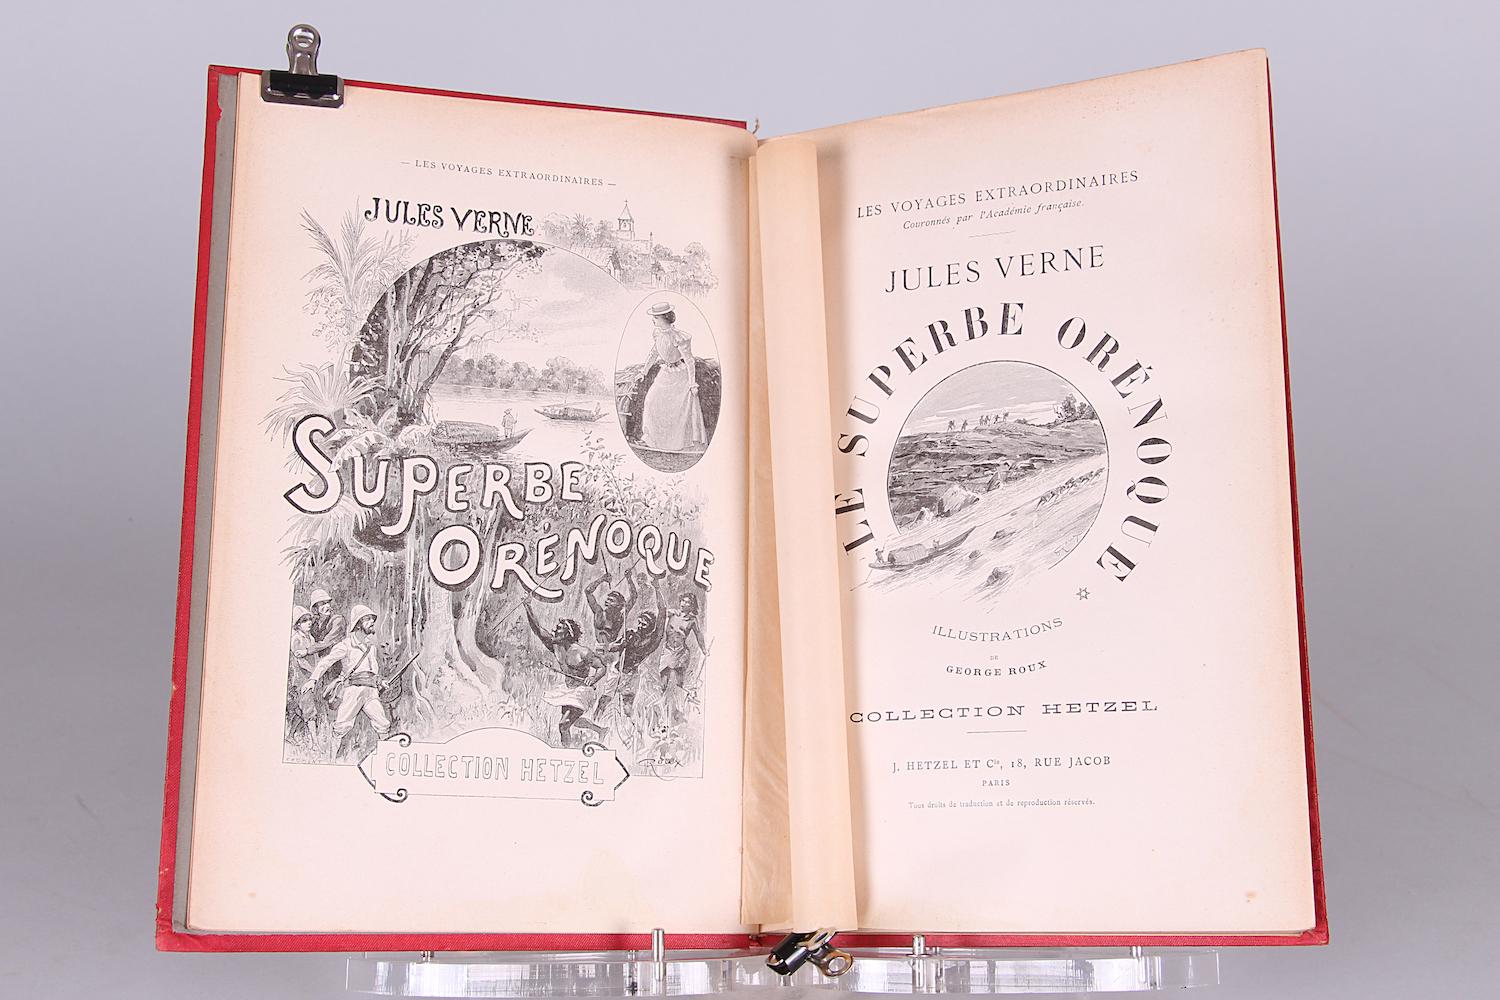 — LES VOYAGES EXTRAORDINAIRES —
JULES VERNE
SUPERBE
ORÉNOQUE
COLLECTION HETZEL
ROUX
LES VOYAGES EXTRAORDINAIRES
Couronnés par l'Académie française.
JULES VERNE
LE SUPERBE ORÉNOQUE
ILLUSTRATIONS
DE
GEORGE ROUX
COLLECTION HETZEL
J. HETZEL ET Cie, 18, RUE JACOB
PARIS
Tous droits de traduction et de reproduction réservés.